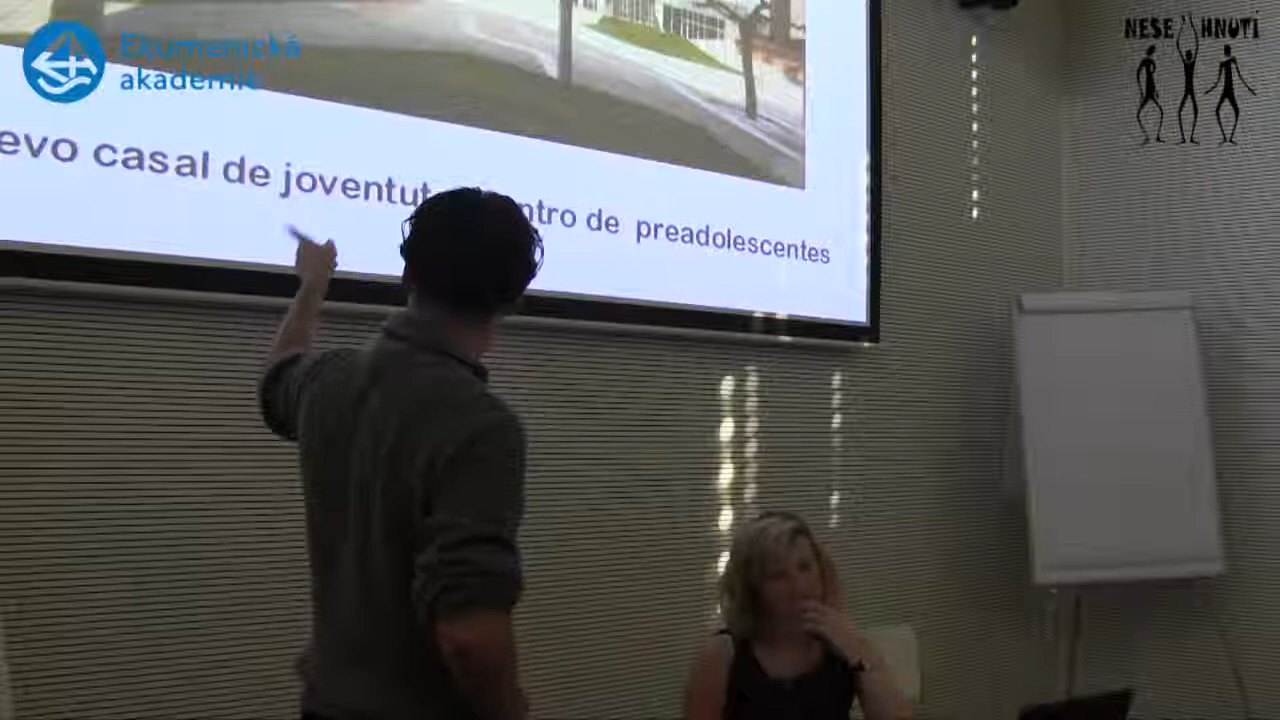 Ekumenická
akademie
NESEHNUTÍ
evo casal de joventut ntro de preadolescentes